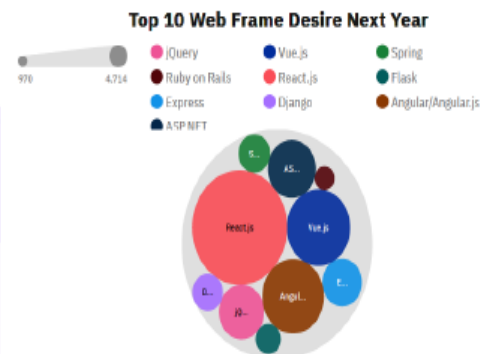 Top 10 Web Frame Desire Next Year
970 4,714
jQuery Vue.js Spring
Ruby on Rails React.js Flask
Express Django Angular/Angular.js
ASP.NET
S...
AS...
React.js
Vue.js
E...
D...
Angul...
jQ...